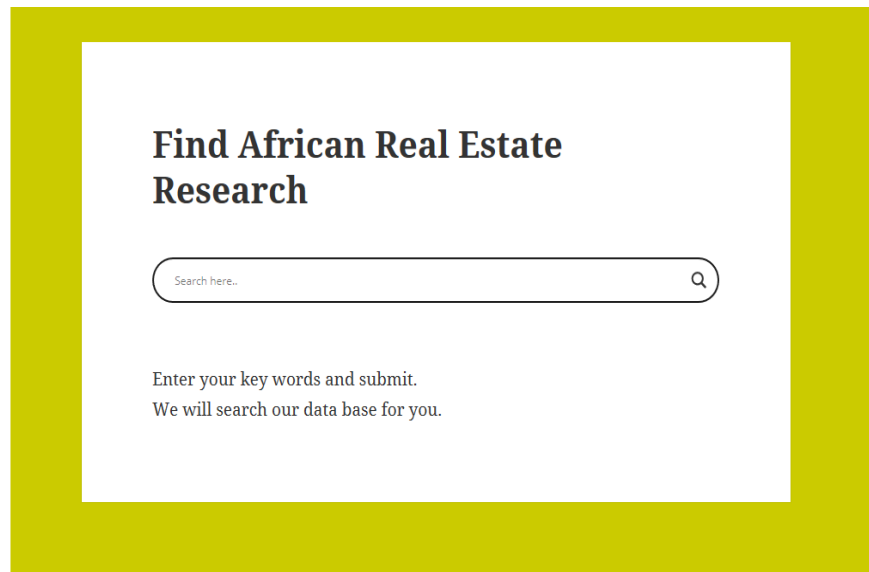 Find African Real Estate
Research
Search here..
Enter your key words and submit.
We will search our data base for you.